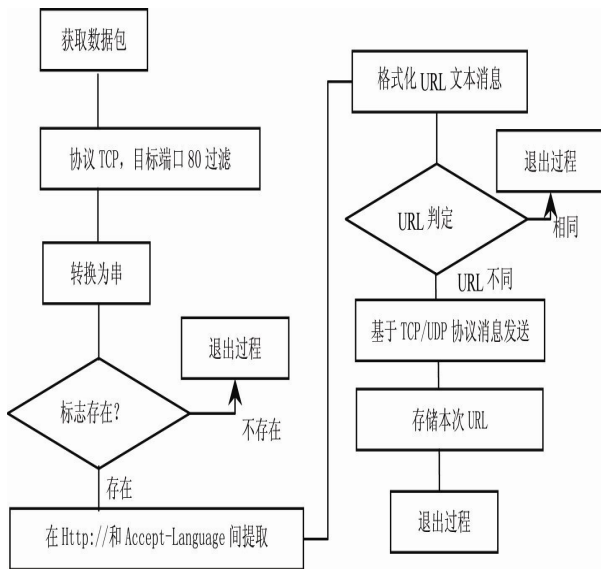 获取数据包
协议 TCP，目标端口 80 过滤
转换为串
退出过程
标志存在？
不存在
存在
在 Http://和 Accept-Language 间提取
格式化 URL 文本消息
退出过程
URL 判定
相同
URL 不同
基于 TCP/UDP 协议消息发送
存储本次 URL
退出过程